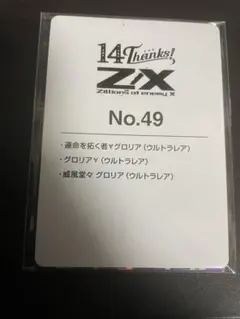 14 Thanks!
Z/X
Zillions of enemy X
No.49
・運命を拓く者Yグロリア (ウルトラレア)
・グロリアY (ウルトラレア)
・威風堂々 グロリア (ウルトラレア)